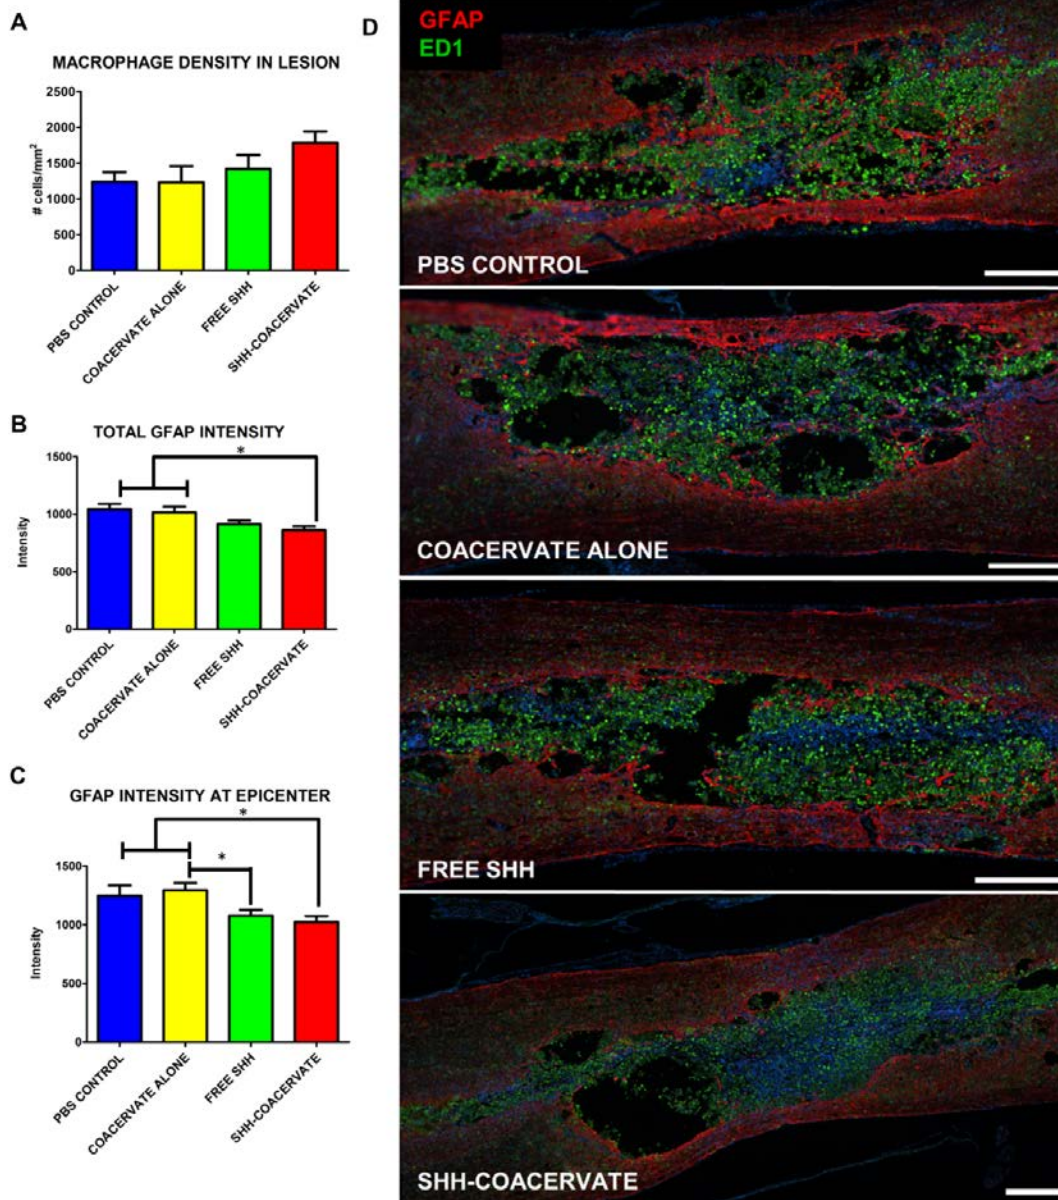 A
MACROPHAGE DENSITY IN LESION
# cells/mm²
2500
2000
1500
1000
500
0
PBS CONTROL
COACERVATE ALONE
FREE SHH
SHH-COACERVATE
B
TOTAL GFAP INTENSITY
*
Intensity
1500
1000
500
0
PBS CONTROL
COACERVATE ALONE
FREE SHH
SHH-COACERVATE
C
GFAP INTENSITY AT EPICENTER
*
*
Intensity
1500
1000
500
0
PBS CONTROL
COACERVATE ALONE
FREE SHH
SHH-COACERVATE
D
GFAP
ED1
PBS CONTROL
COACERVATE ALONE
FREE SHH
SHH-COACERVATE